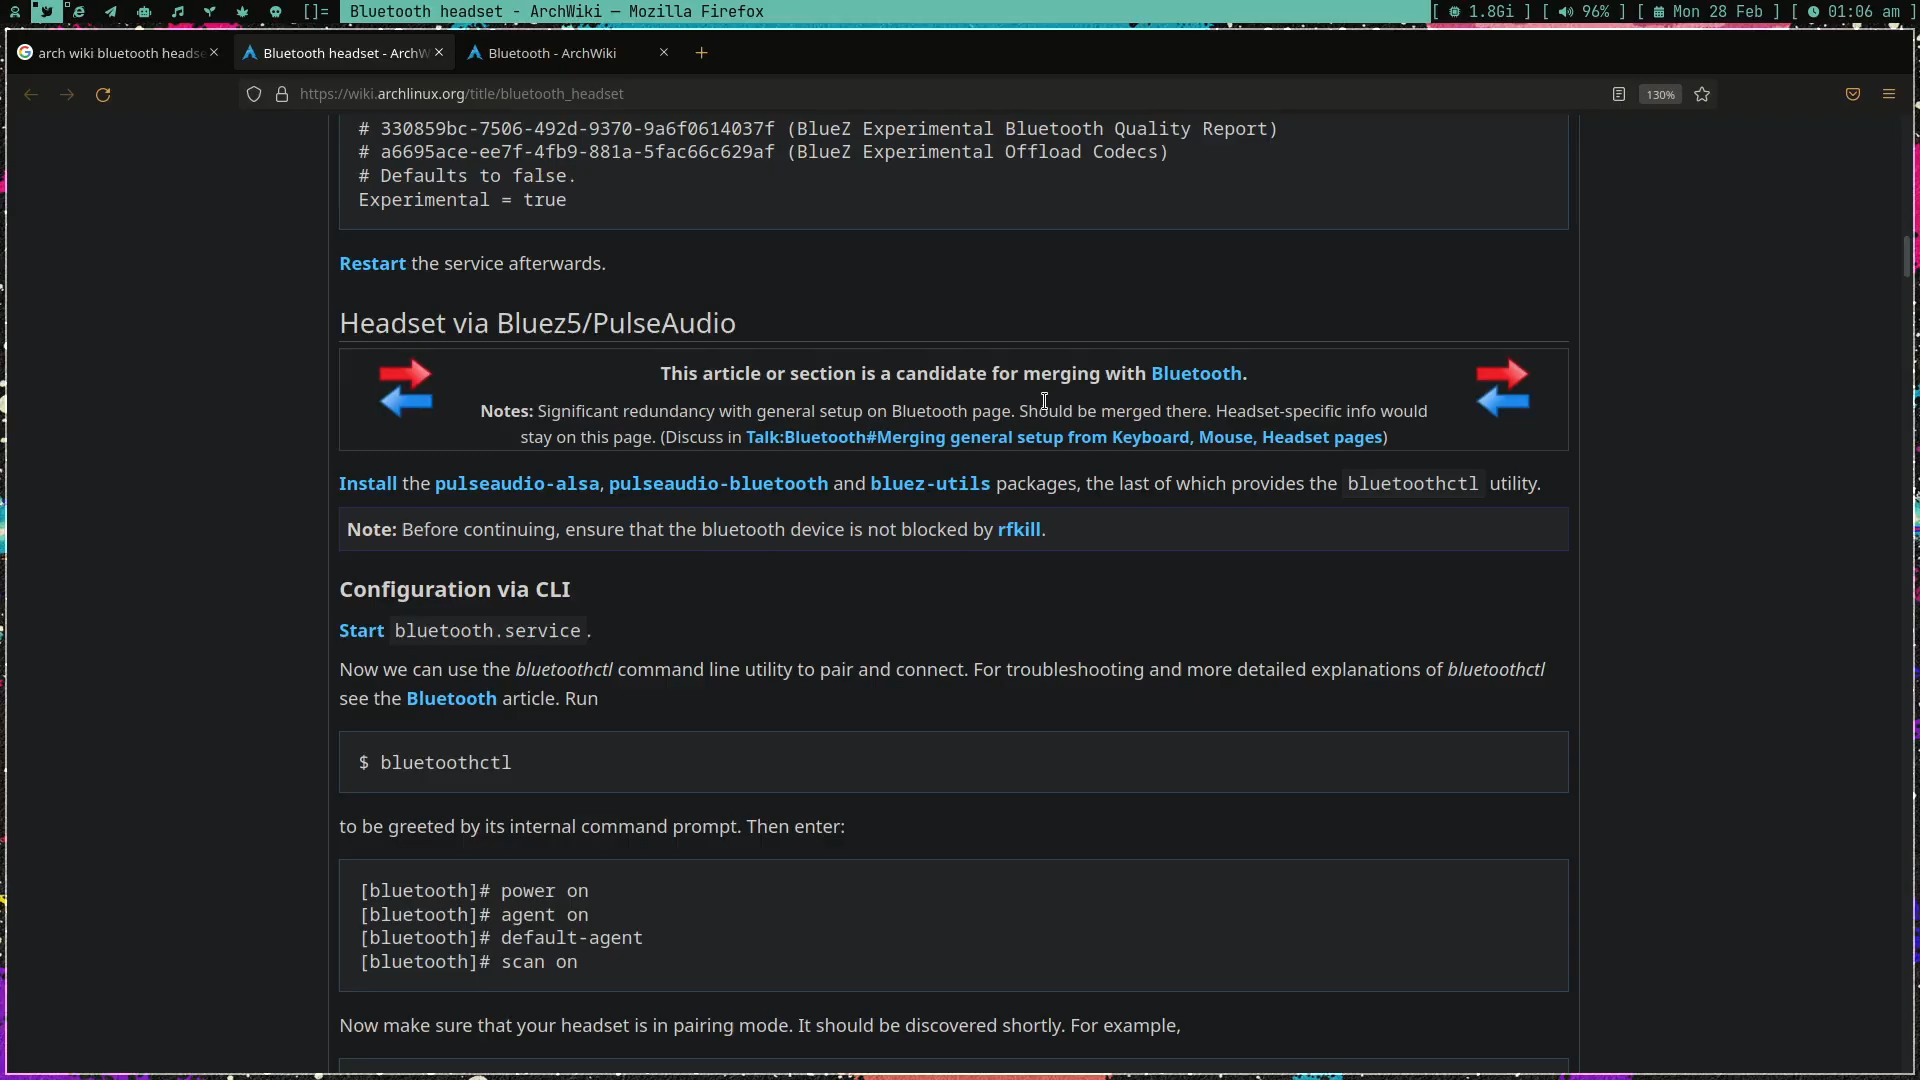 []= Bluetooth headset - ArchWiki — Mozilla Firefox [ 1.8Gi ] [ 96% ] [ Mon 28 Feb ] [ 01:06 am ]
arch wiki bluetooth headse Bluetooth headset - ArchW Bluetooth - ArchWiki
https://wiki.archlinux.org/title/bluetooth_headset 130%
# 330859bc-7506-492d-9370-9a6f0614037f (BlueZ Experimental Bluetooth Quality Report)
# a6695ace-ee7f-4fb9-881a-5fac66c629af (BlueZ Experimental Offload Codecs)
# Defaults to false.
Experimental = true
Restart the service afterwards.
Headset via Bluez5/PulseAudio
This article or section is a candidate for merging with Bluetooth.
Notes: Significant redundancy with general setup on Bluetooth page. Should be merged there. Headset-specific info would
stay on this page. (Discuss in Talk:Bluetooth#Merging general setup from Keyboard, Mouse, Headset pages)
Install the pulseaudio-alsa, pulseaudio-bluetooth and bluez-utils packages, the last of which provides the bluetoothctl utility.
Note: Before continuing, ensure that the bluetooth device is not blocked by rfkill.
Configuration via CLI
Start bluetooth.service.
Now we can use the bluetoothctl command line utility to pair and connect. For troubleshooting and more detailed explanations of bluetoothctl
see the Bluetooth article. Run
$ bluetoothctl
to be greeted by its internal command prompt. Then enter:
[bluetooth]# power on
[bluetooth]# agent on
[bluetooth]# default-agent
[bluetooth]# scan on
Now make sure that your headset is in pairing mode. It should be discovered shortly. For example,